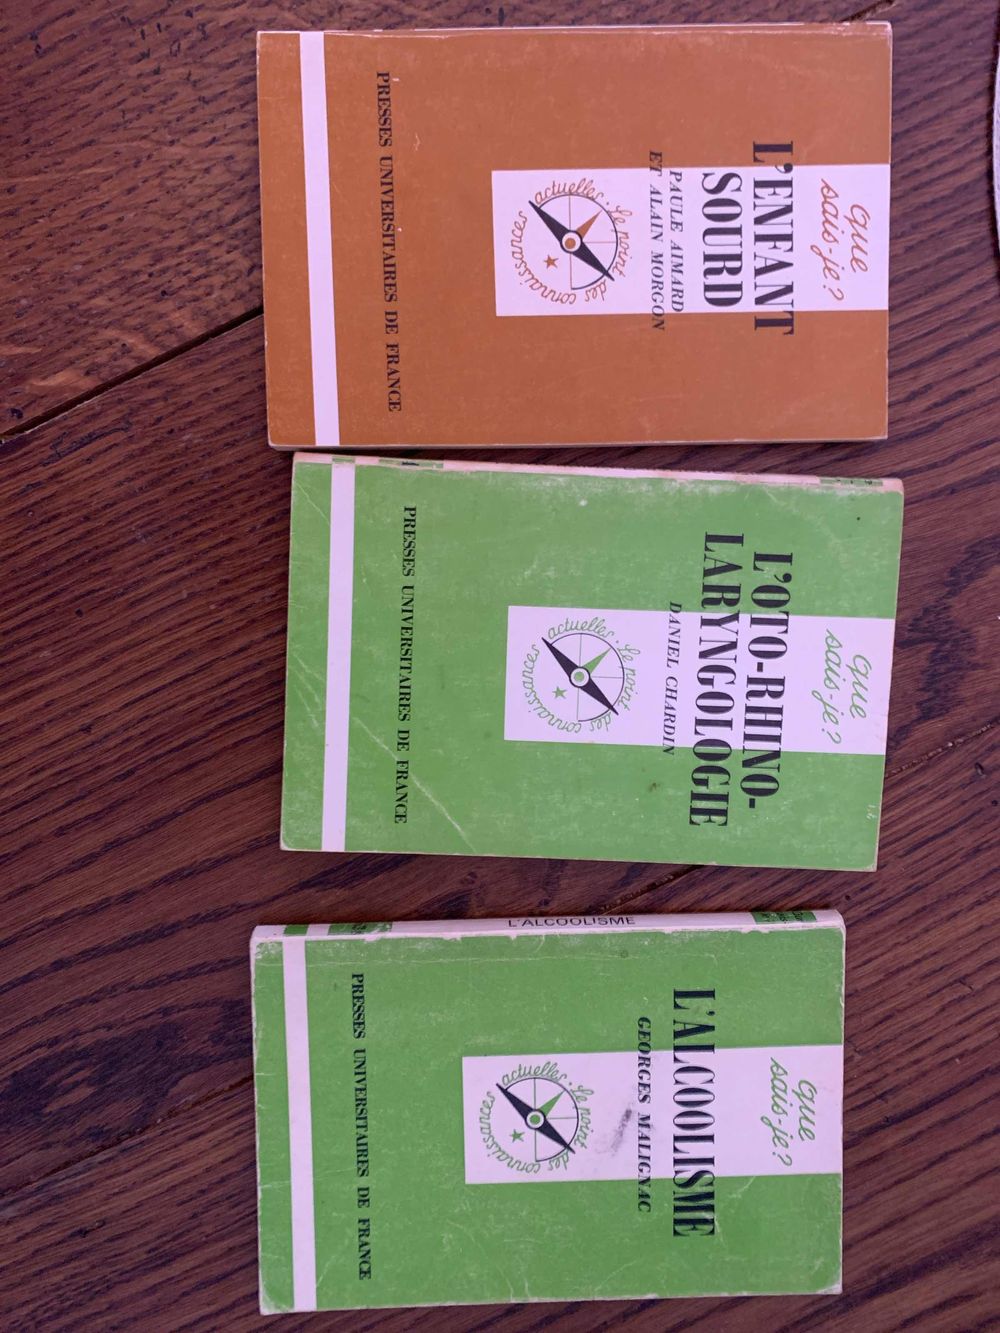 que
sais-je?
L'ENFANT
SOURD
PAULE AIMARD
ET ALAIN MORGON
Le point des connaissances actuelles.
PRESSES UNIVERSITAIRES DE FRANCE
que
sais-je?
L'OTO-RHINO-
LARYNGOLOGIE
DANIEL CHARDIN
Le point des connaissances actuelles.
PRESSES UNIVERSITAIRES DE FRANCE
L'ALCOOLISME
que
sais-je?
L'ALCOOLISME
GEORGES MALIGNAC
Le point des connaissances actuelles.
PRESSES UNIVERSITAIRES DE FRANCE